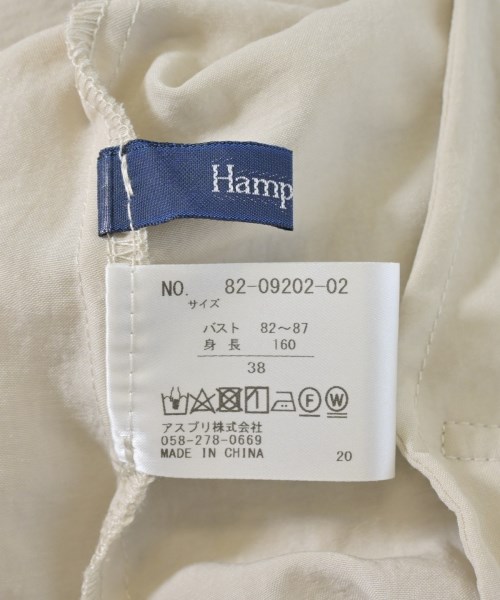 Hamp
NO. 82-09202-02
サイズ
バスト 82～87
身長 160
38
F W
アスプリ株式会社
058-278-0669
MADE IN CHINA 20